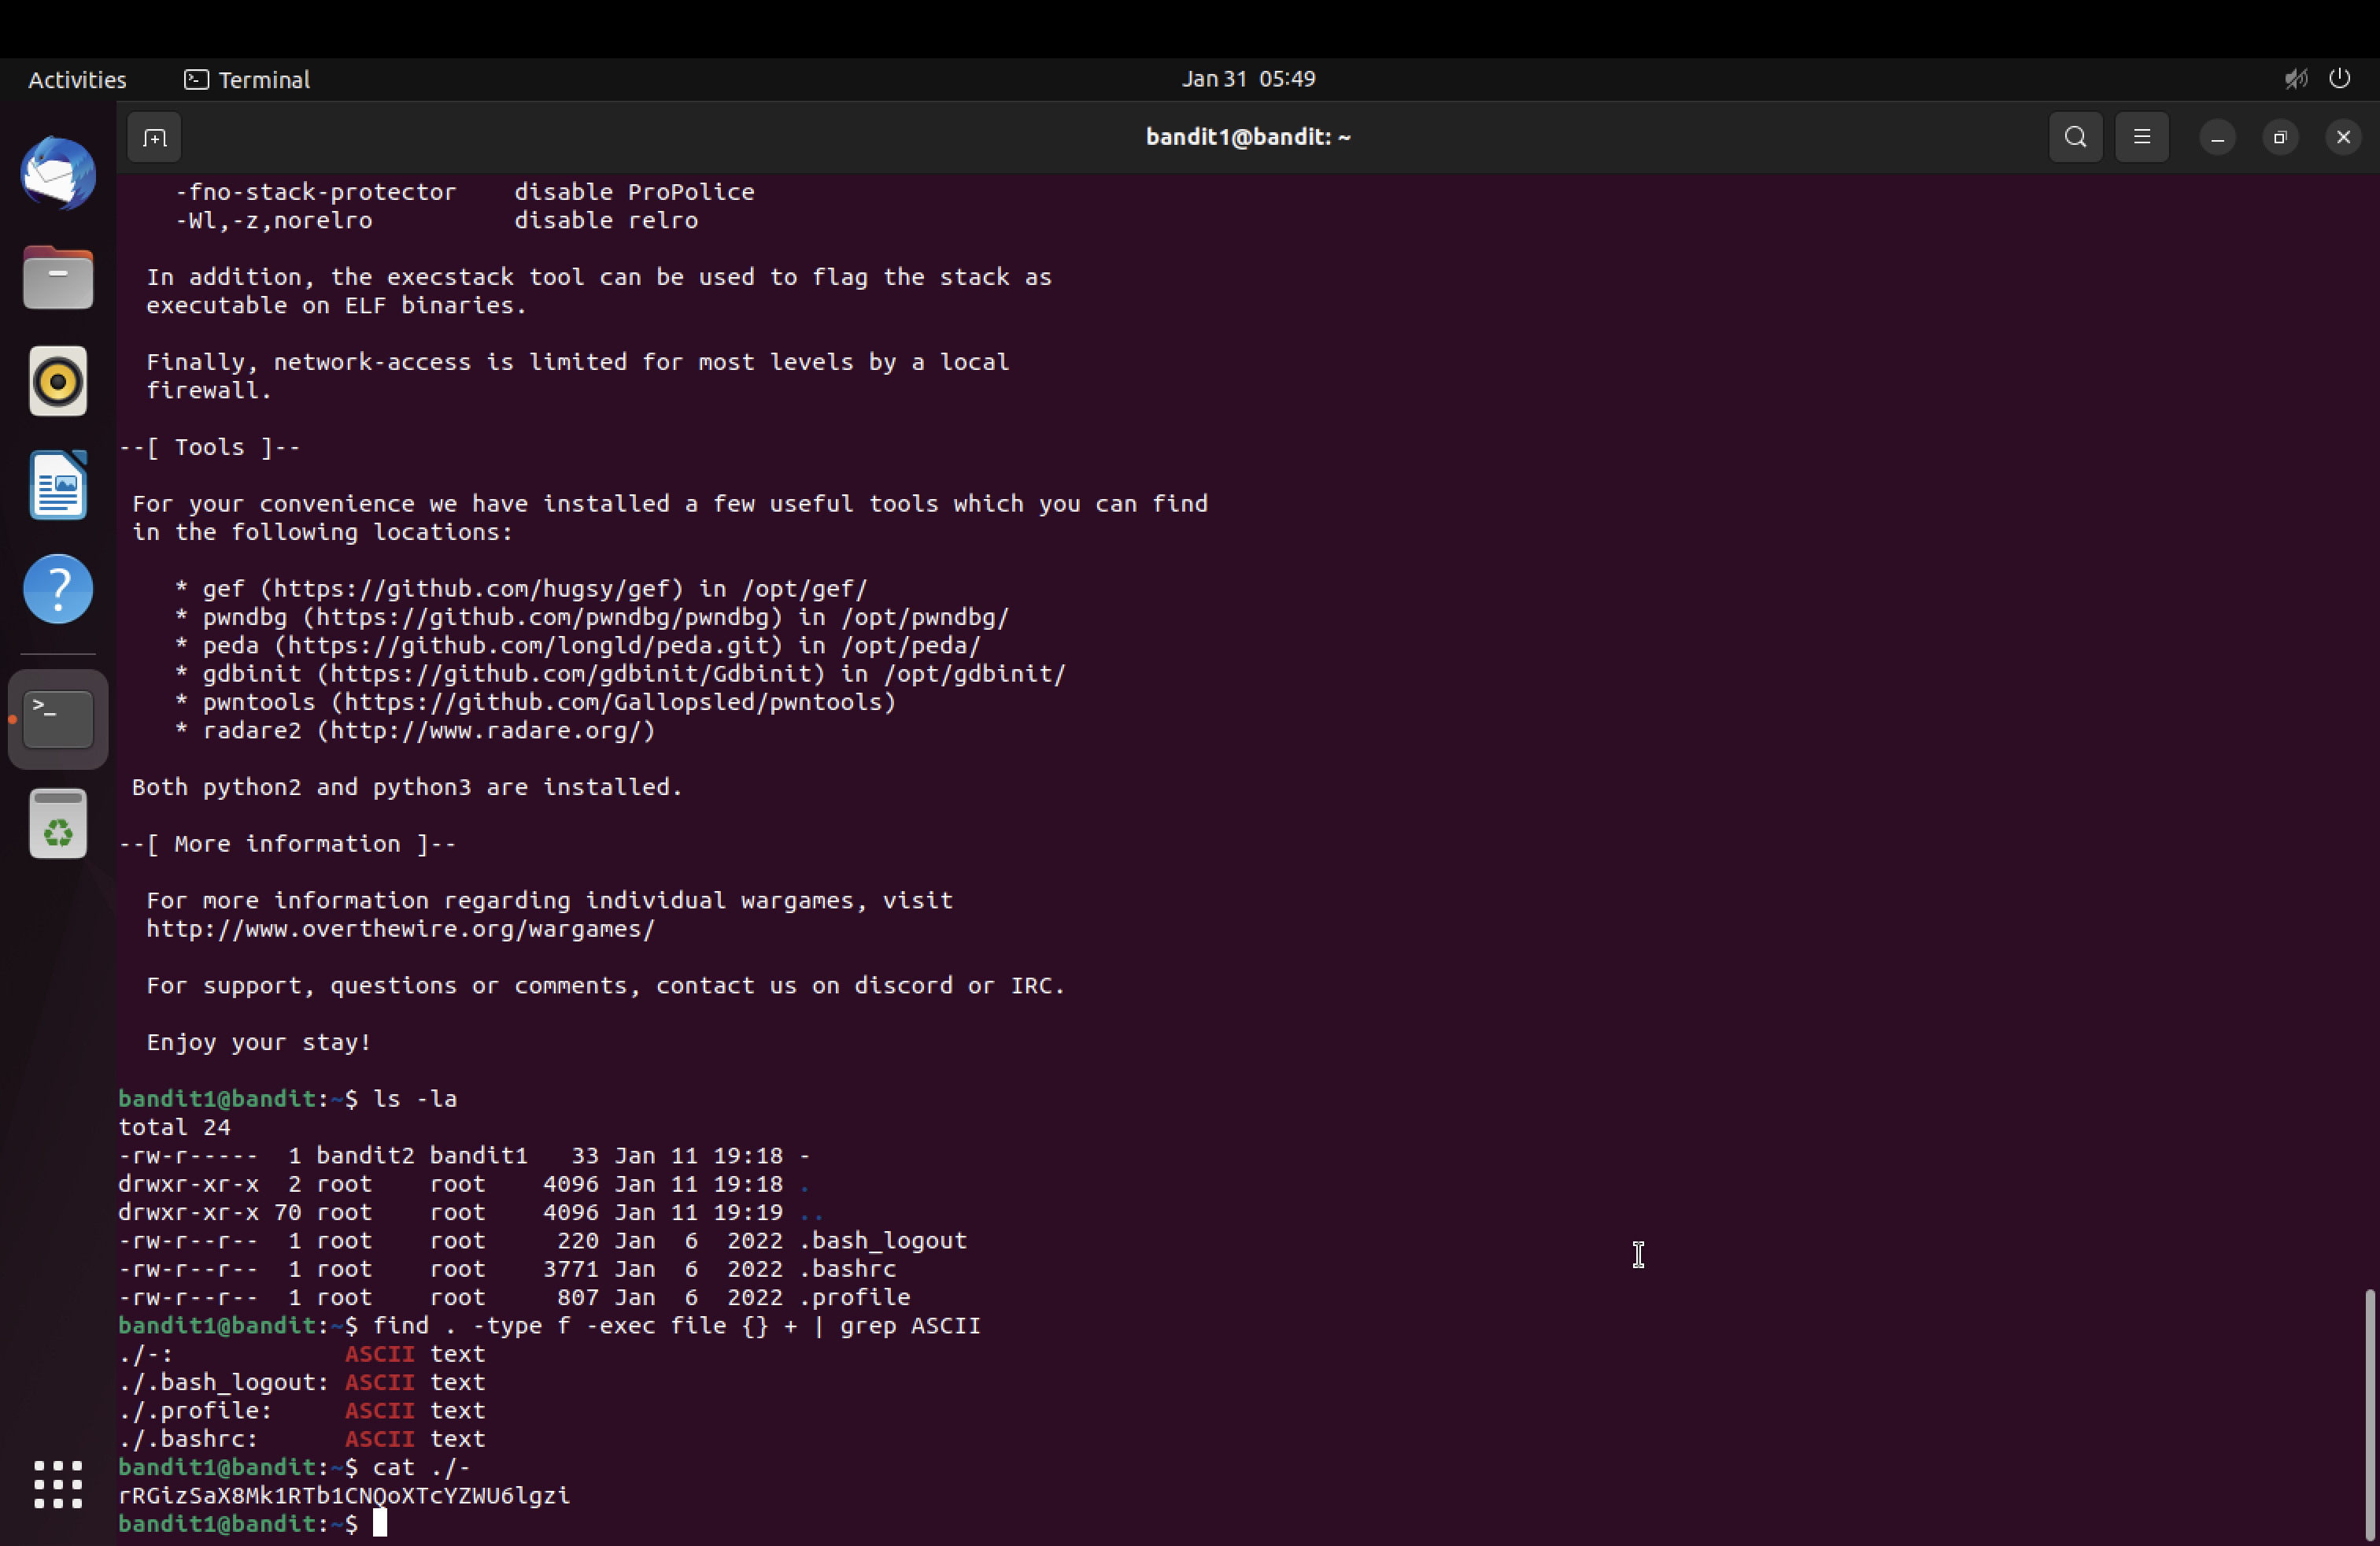 Activities
Terminal
Jan 31 05:49
bandit1@bandit: ~
-fno-stack-protector    disable ProPolice
-Wl,-z,norelro          disable relro
In addition, the execstack tool can be used to flag the stack as
executable on ELF binaries.
Finally, network-access is limited for most levels by a local
firewall.
--[ Tools ]--
For your convenience we have installed a few useful tools which you can find
in the following locations:
* gef (https://github.com/hugsy/gef) in /opt/gef/
* pwndbg (https://github.com/pwndbg/pwndbg) in /opt/pwndbg/
* peda (https://github.com/longld/peda.git) in /opt/peda/
* gdbinit (https://github.com/gdbinit/Gdbinit) in /opt/gdbinit/
* pwntools (https://github.com/Gallopsled/pwntools)
* radare2 (http://www.radare.org/)
Both python2 and python3 are installed.
--[ More information ]--
For more information regarding individual wargames, visit
http://www.overthewire.org/wargames/
For support, questions or comments, contact us on discord or IRC.
Enjoy your stay!
bandit1@bandit:~$ ls -la
total 24
-rw-r-----  1 bandit2 bandit1   33 Jan 11 19:18 -
drwxr-xr-x  2 root    root    4096 Jan 11 19:18 .
drwxr-xr-x 70 root    root    4096 Jan 11 19:19 ..
-rw-r--r--  1 root    root     220 Jan  6  2022 .bash_logout
-rw-r--r--  1 root    root    3771 Jan  6  2022 .bashrc
-rw-r--r--  1 root    root     807 Jan  6  2022 .profile
bandit1@bandit:~$ find . -type f -exec file {} + | grep ASCII
./-:            ASCII text
./.bash_logout: ASCII text
./.profile:     ASCII text
./.bashrc:      ASCII text
bandit1@bandit:~$ cat ./-
rRGizSaX8Mk1RTb1CNQoXTcYZWU6lgzi
bandit1@bandit:~$